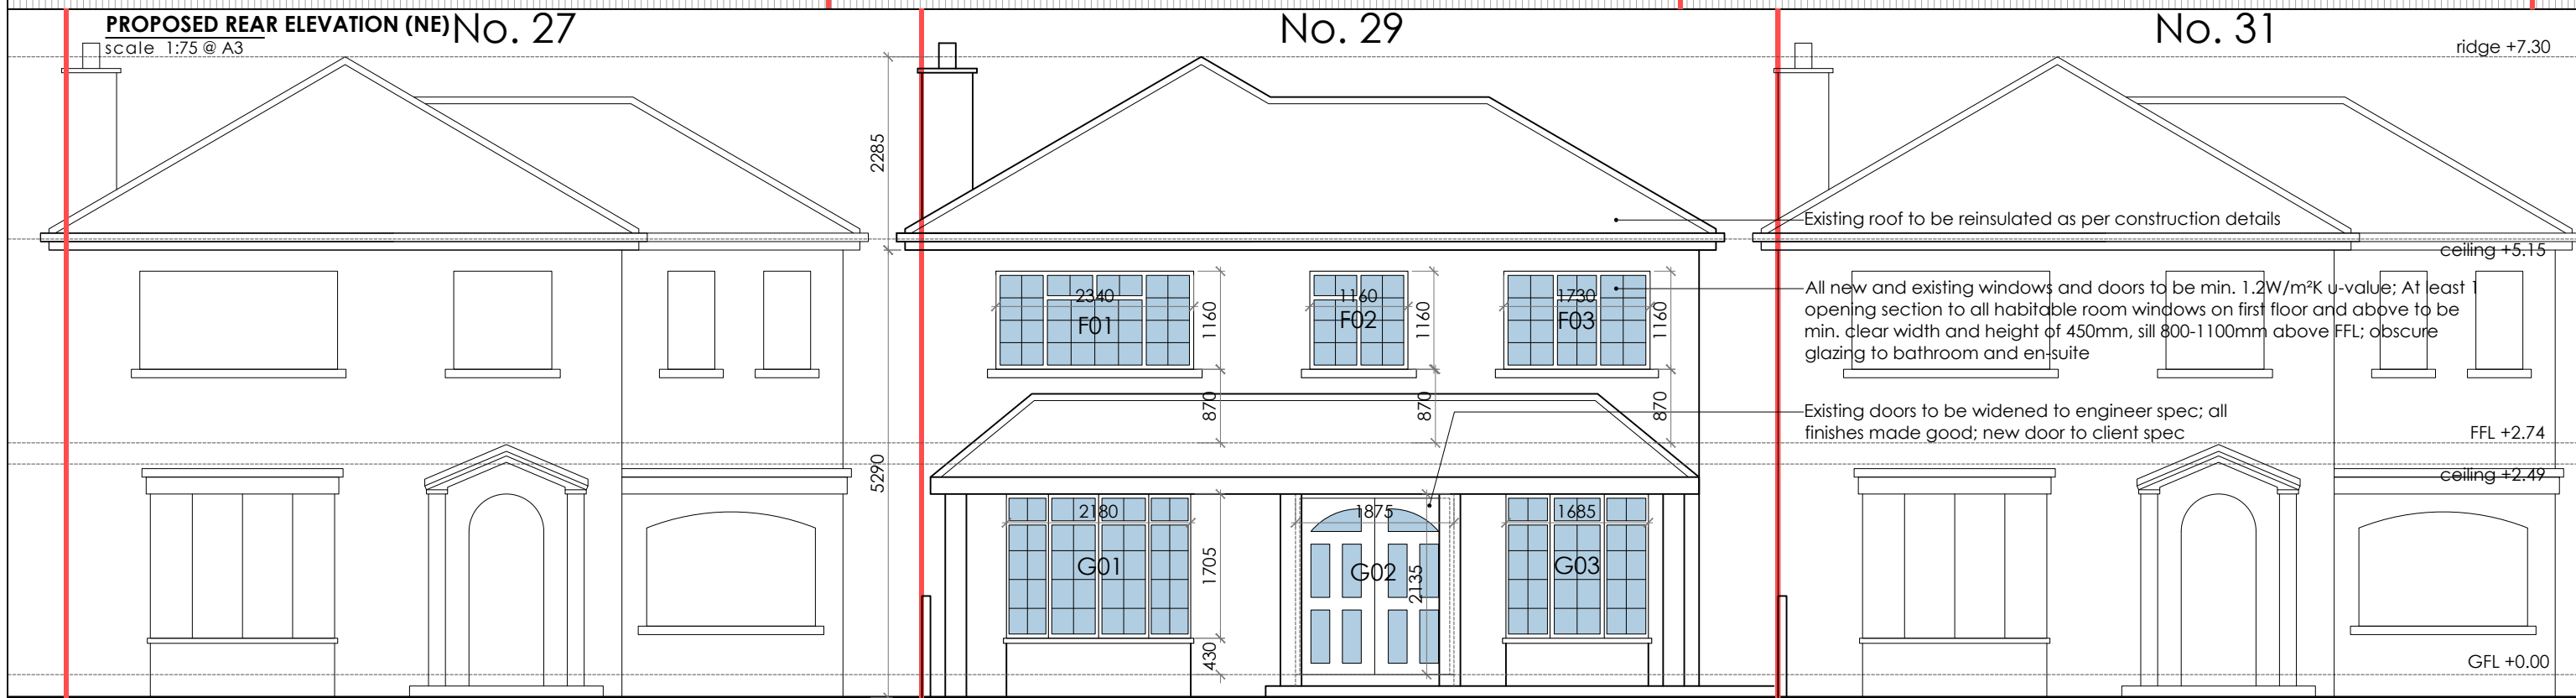 PROPOSED REAR ELEVATION (NE)
scale 1:75 @ A3
No. 27
No. 29
No. 31
ridge +7.30
2285
Existing roof to be reinsulated as per construction details
ceiling +5.15
2340
F01
1160
1160
F02
1160
1730
F03
1160
All new and existing windows and doors to be min. 1.2W/m²K u-value; At least 1
opening section to all habitable room windows on first floor and above to be
min. clear width and height of 450mm, sill 800-1100mm above FFL; obscure
glazing to bathroom and en-suite
870
870
870
Existing doors to be widened to engineer spec; all
finishes made good; new door to client spec
FFL +2.74
ceiling +2.49
5290
2180
G01
1705
430
1875
G02
2135
1685
G03
GFL +0.00